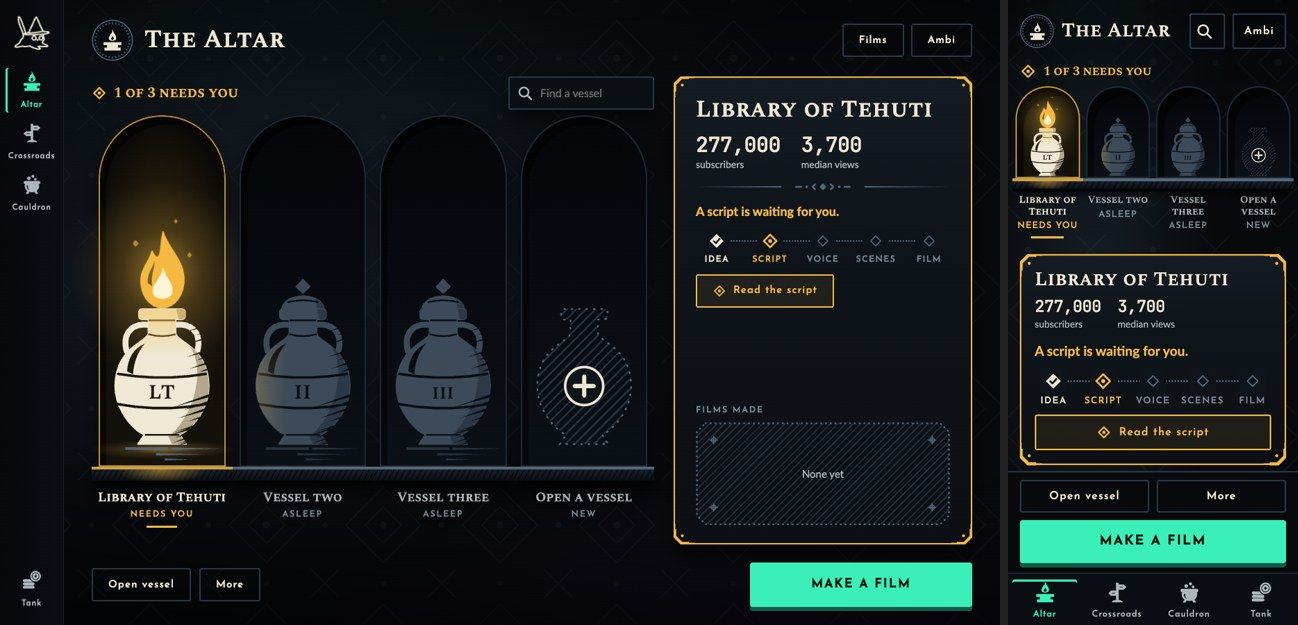 THE ALTAR
Films
Ambi
Altar
Crossroads
Cauldron
Tank
1 OF 3 NEEDS YOU
Find a vessel
LT
II
III
LIBRARY OF TEHUTI
NEEDS YOU
VESSEL TWO
ASLEEP
VESSEL THREE
ASLEEP
OPEN A VESSEL
NEW
LIBRARY OF TEHUTI
277,000
subscribers
3,700
median views
A script is waiting for you.
IDEA
SCRIPT
VOICE
SCENES
FILM
Read the script
FILMS MADE
None yet
Open vessel
More
MAKE A FILM
THE ALTAR
Ambi
1 OF 3 NEEDS YOU
LT
II
III
LIBRARY OF
TEHUTI
NEEDS YOU
VESSEL TWO
ASLEEP
VESSEL
THREE
ASLEEP
OPEN A
VESSEL
NEW
LIBRARY OF TEHUTI
277,000
subscribers
3,700
median views
A script is waiting for you.
IDEA
SCRIPT
VOICE
SCENES
FILM
Read the script
Open vessel
More
MAKE A FILM
Altar
Crossroads
Cauldron
Tank